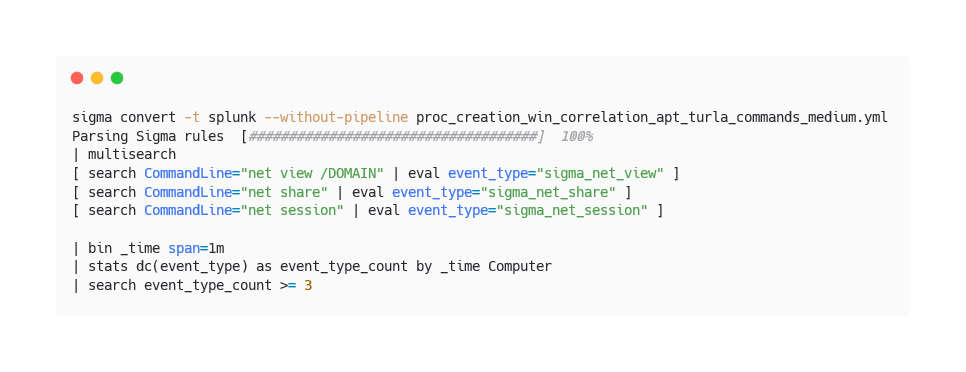 sigma convert -t splunk --without-pipeline proc_creation_win_correlation_apt_turla_commands_medium.yml
Parsing Sigma rules  [####################################]  100%
| multisearch
[ search CommandLine="net view /DOMAIN" | eval event_type="sigma_net_view" ]
[ search CommandLine="net share" | eval event_type="sigma_net_share" ]
[ search CommandLine="net session" | eval event_type="sigma_net_session" ]

| bin _time span=1m
| stats dc(event_type) as event_type_count by _time Computer
| search event_type_count >= 3